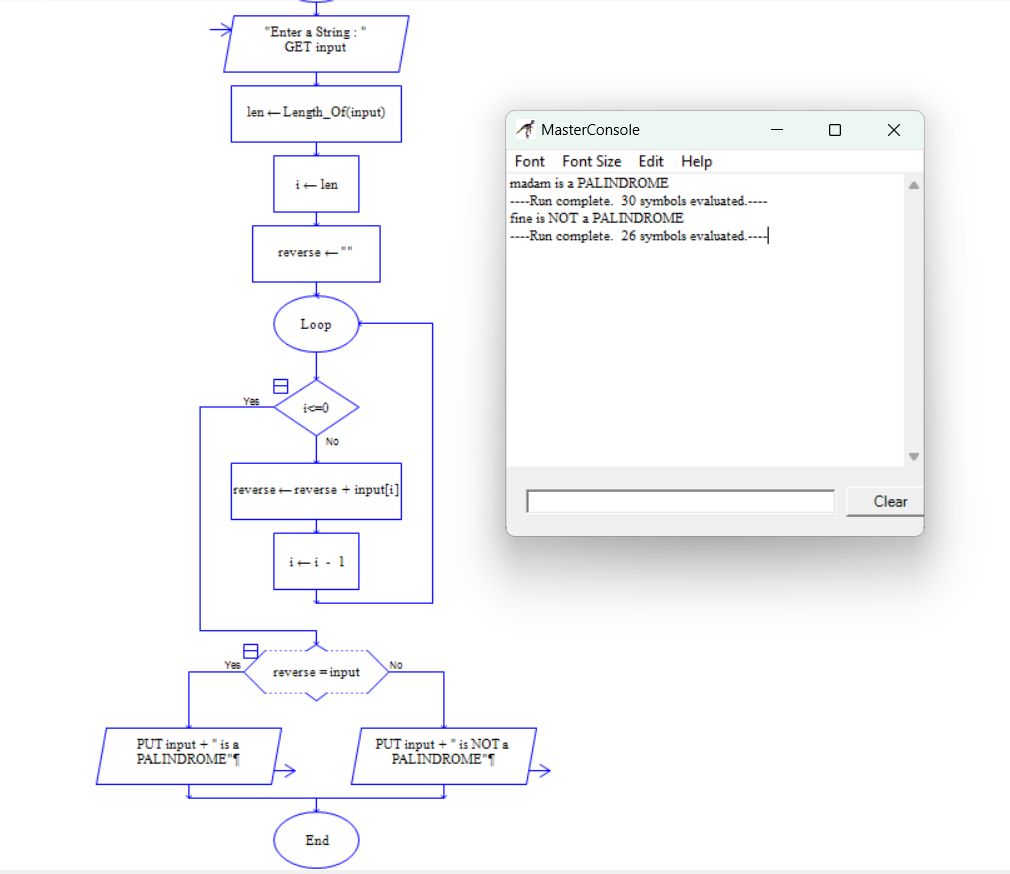 "Enter a String : "
GET input
len ← Length_Of(input)
i ← len
reverse ← ""
Loop
Yes
i<=0
No
reverse ← reverse + input[i]
i ← i - 1
Yes
reverse = input
No
PUT input + " is a
PALINDROME"¶
PUT input + " is NOT a
PALINDROME"¶
End
MasterConsole
Font Font Size Edit Help
madam is a PALINDROME
----Run complete.  30 symbols evaluated.----
fine is NOT a PALINDROME
----Run complete.  26 symbols evaluated.----
Clear